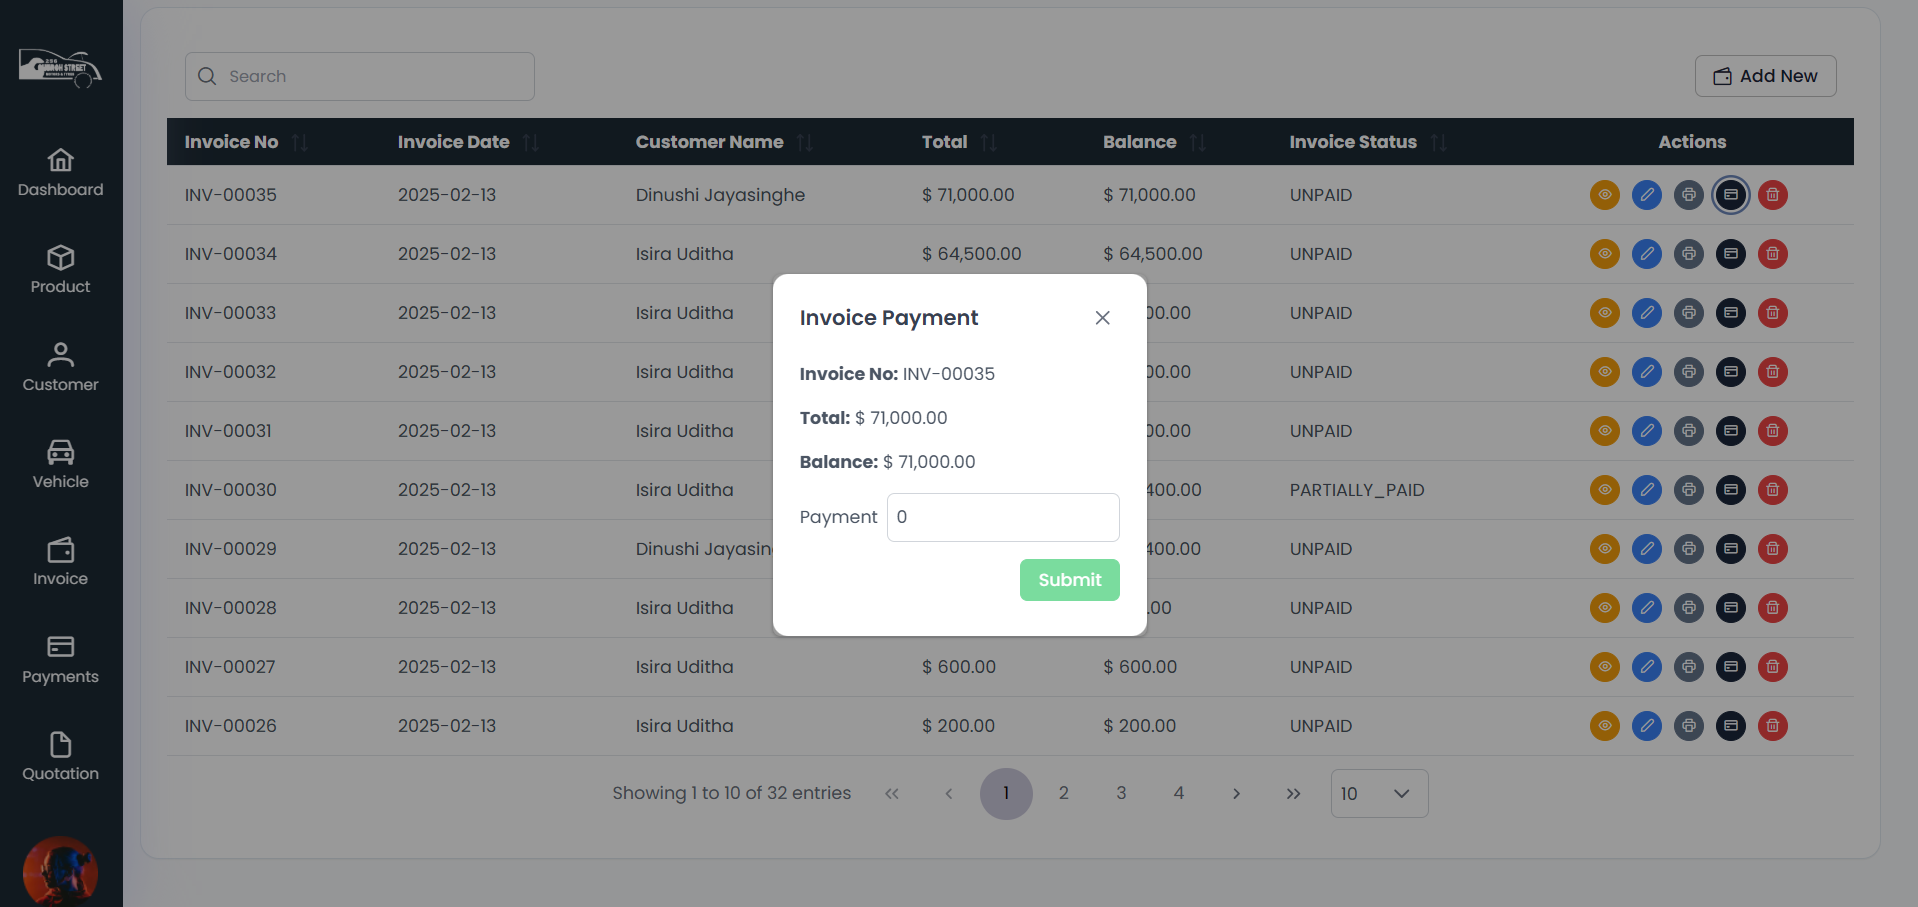 Search
Add New
Invoice No Invoice Date Customer Name Total Balance Invoice Status Actions
INV-00035 2025-02-13 Dinushi Jayasinghe $ 71,000.00 $ 71,000.00 UNPAID
INV-00034 2025-02-13 Isira Uditha $ 64,500.00 $ 64,500.00 UNPAID
INV-00033 2025-02-13 Isira Uditha 00.00 UNPAID
INV-00032 2025-02-13 Isira Uditha 00.00 UNPAID
INV-00031 2025-02-13 Isira Uditha 00.00 UNPAID
INV-00030 2025-02-13 Isira Uditha 400.00 PARTIALLY_PAID
INV-00029 2025-02-13 Dinushi Jayasin 400.00 UNPAID
INV-00028 2025-02-13 Isira Uditha .00 UNPAID
INV-00027 2025-02-13 Isira Uditha $ 600.00 $ 600.00 UNPAID
INV-00026 2025-02-13 Isira Uditha $ 200.00 $ 200.00 UNPAID
Showing 1 to 10 of 32 entries 1 2 3 4 10
Invoice Payment
Invoice No: INV-00035
Total: $ 71,000.00
Balance: $ 71,000.00
Payment 0
Submit
Dashboard
Product
Customer
Vehicle
Invoice
Payments
Quotation